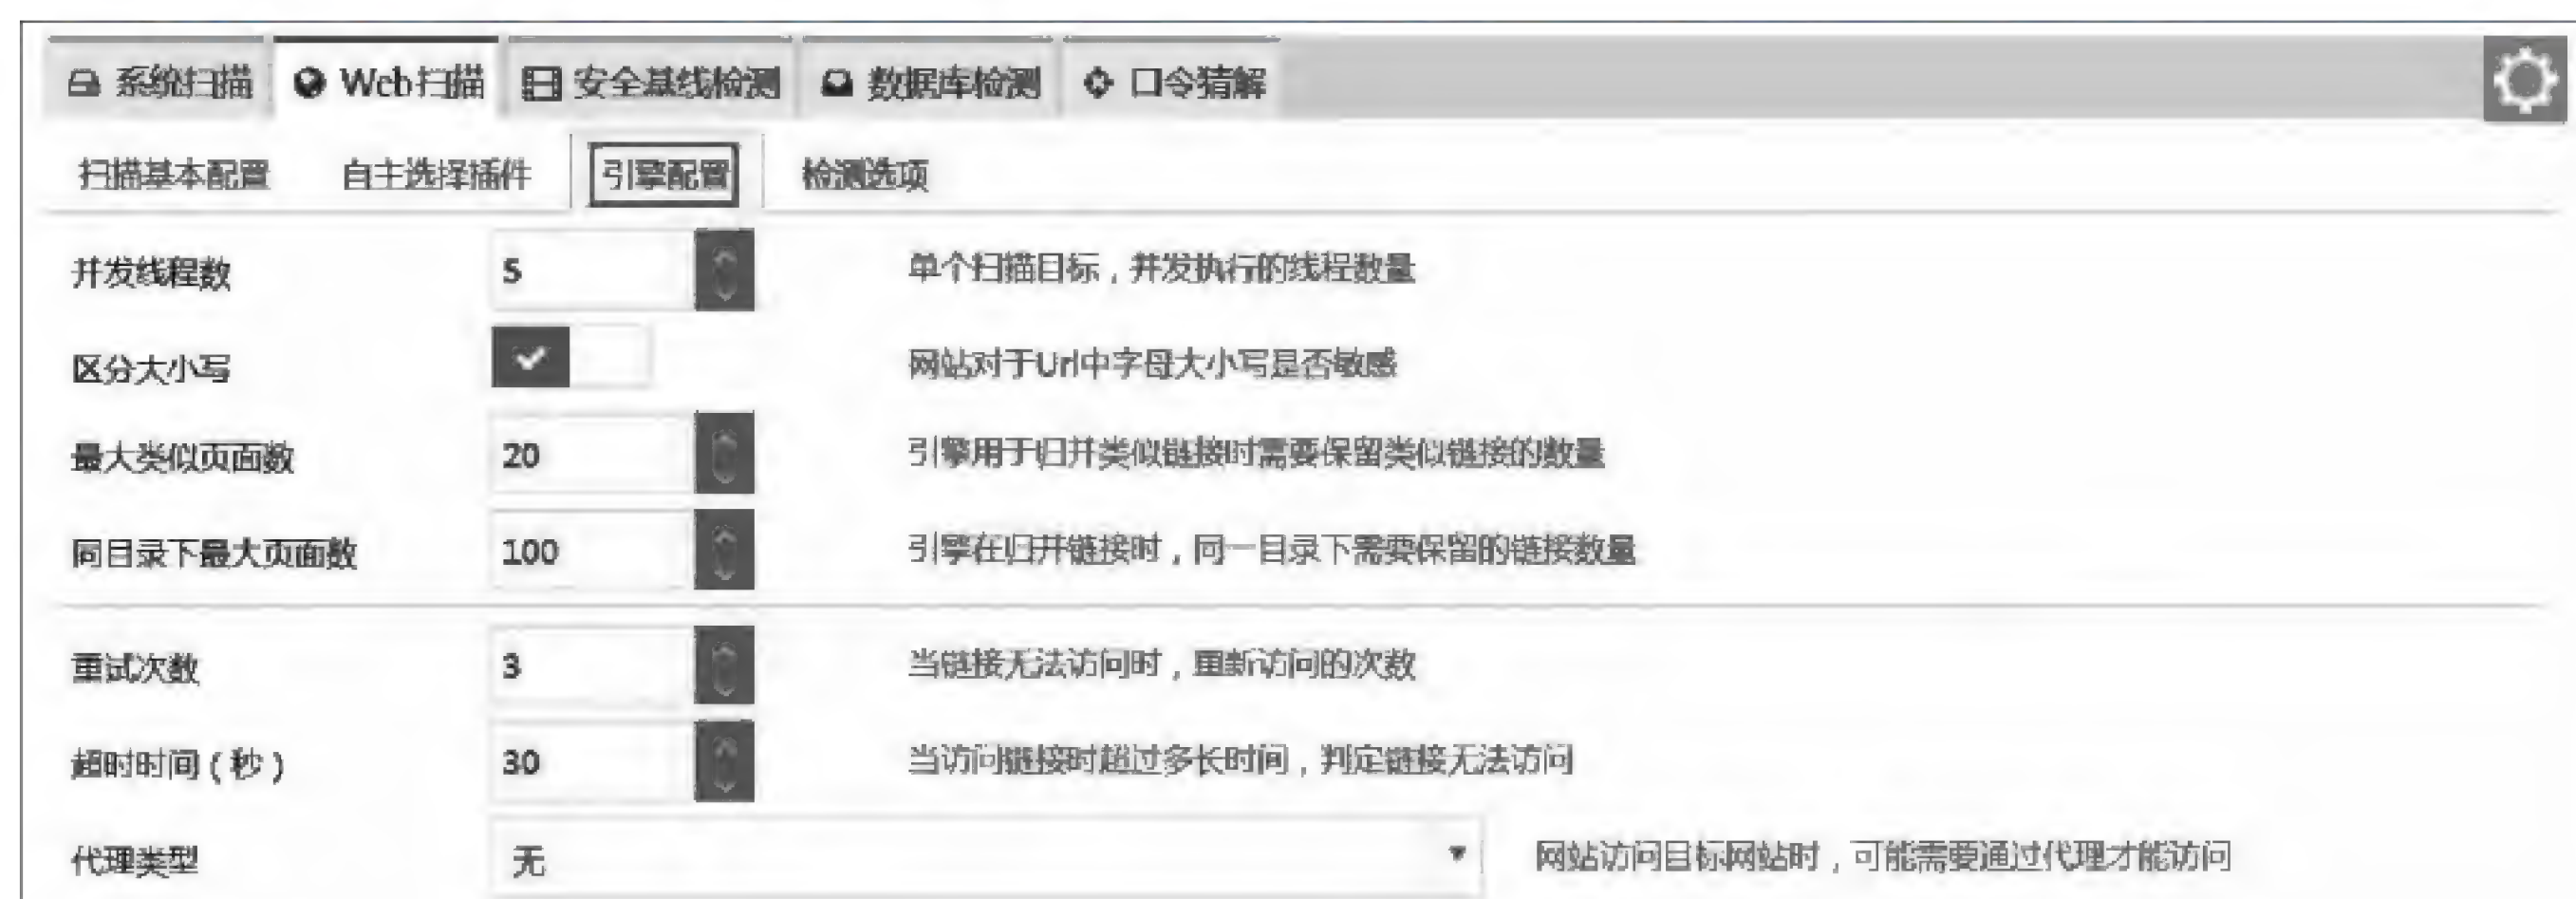 系统扫描 Web扫描 安全基线检测 数据库检测 口令猜解
扫描基本配置 自主选择插件 引擎配置 检测选项
并发线程数 5 单个扫描目标，并发执行的线程数量
区分大小写 网站对于Url中字母大小写是否敏感
最大类似页面数 20 引擎用于归并类似链接时需要保留类似链接的数量
同目录下最大页面数 100 引擎在归并链接时，同一目录下需要保留的链接数量
重试次数 3 当链接无法访问时，重新访问的次数
超时时间(秒) 30 当访问链接时超过多长时间，判定链接无法访问
代理类型 无 网站访问目标网站时，可能需要通过代理才能访问